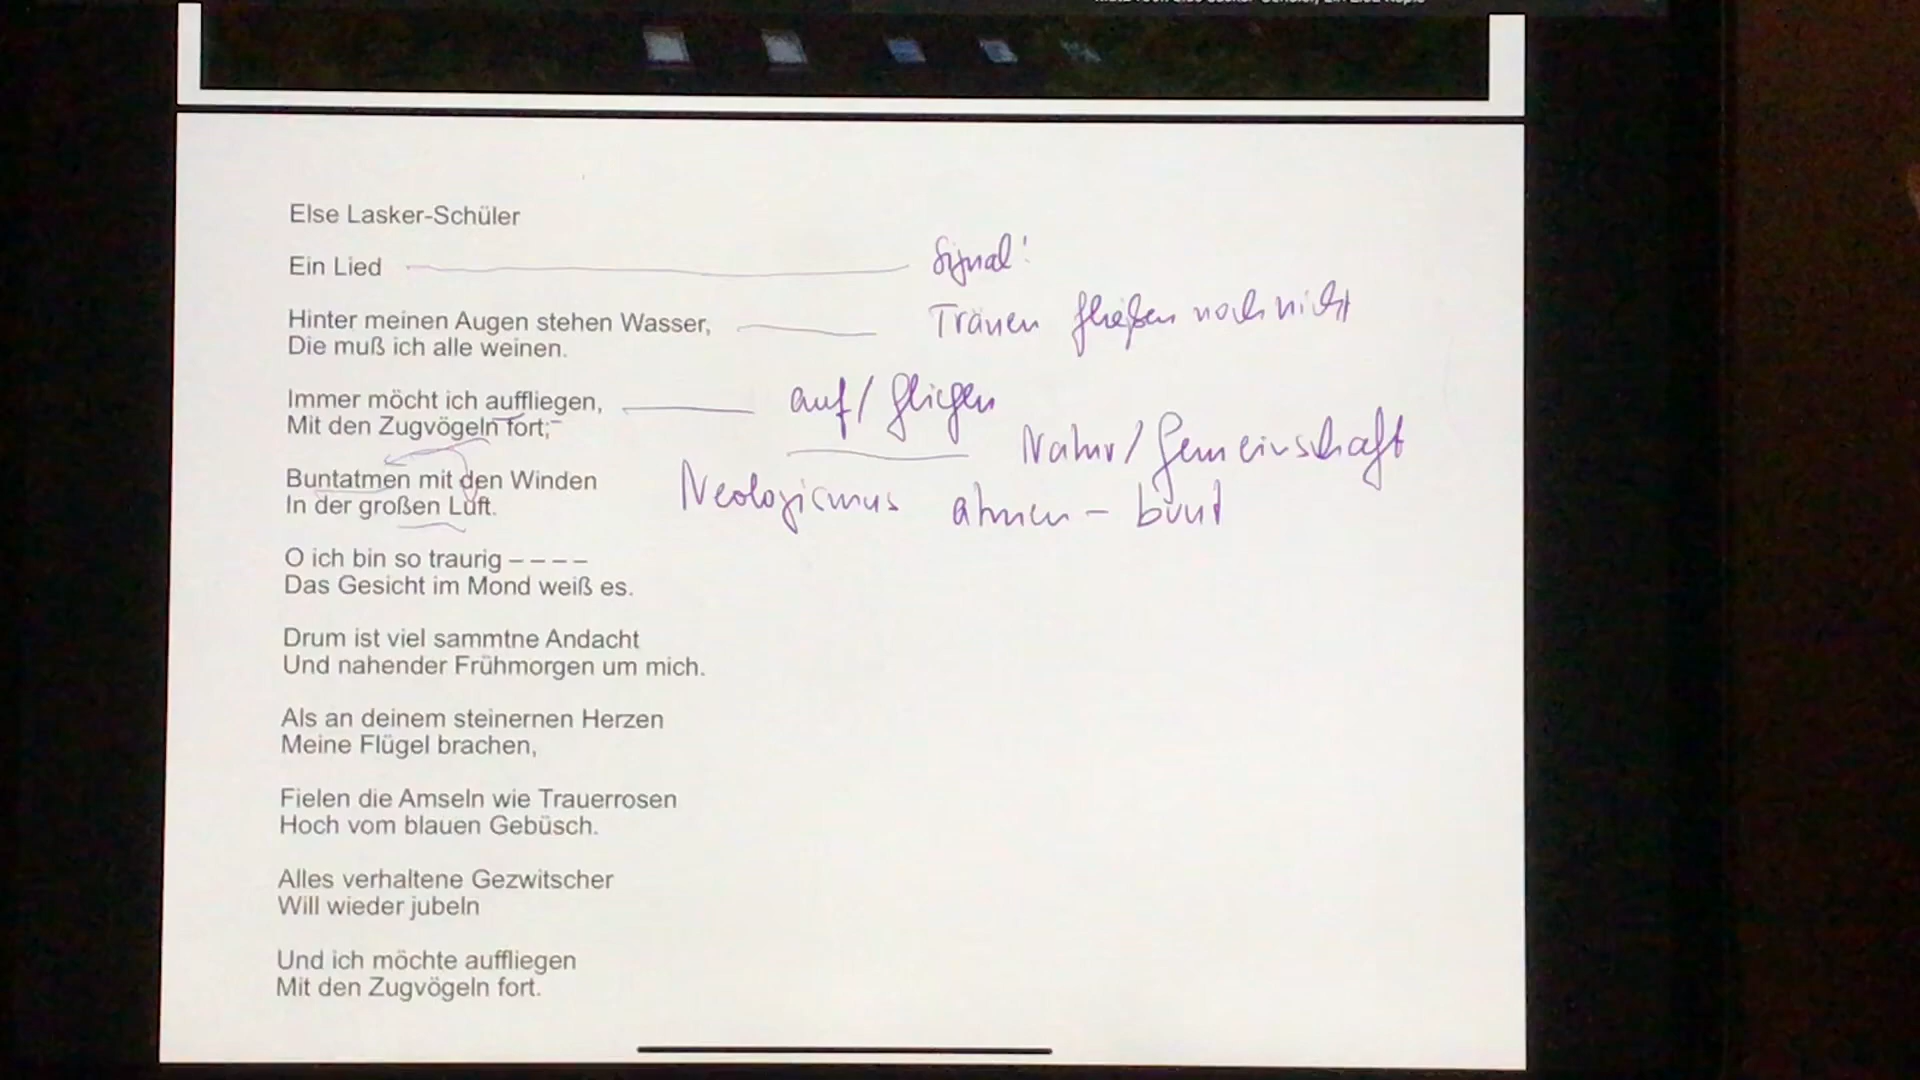 Else Lasker-Schüler
Ein Lied
Signal!
Hinter meinen Augen stehen Wasser,
Tränen fließen noch nicht
Die muß ich alle weinen.
Immer möcht ich auffliegen,
auf/fliegen
Mit den Zugvögeln fort;
Natur/Gemeinschaft
Buntatmen mit den Winden
Neologismus atmen – bunt
In der großen Luft.
O ich bin so traurig – – – –
Das Gesicht im Mond weiß es.
Drum ist viel sammtne Andacht
Und nahender Frühmorgen um mich.
Als an deinem steinernen Herzen
Meine Flügel brachen,
Fielen die Amseln wie Trauerrosen
Hoch vom blauen Gebüsch.
Alles verhaltene Gezwitscher
Will wieder jubeln
Und ich möchte auffliegen
Mit den Zugvögeln fort.